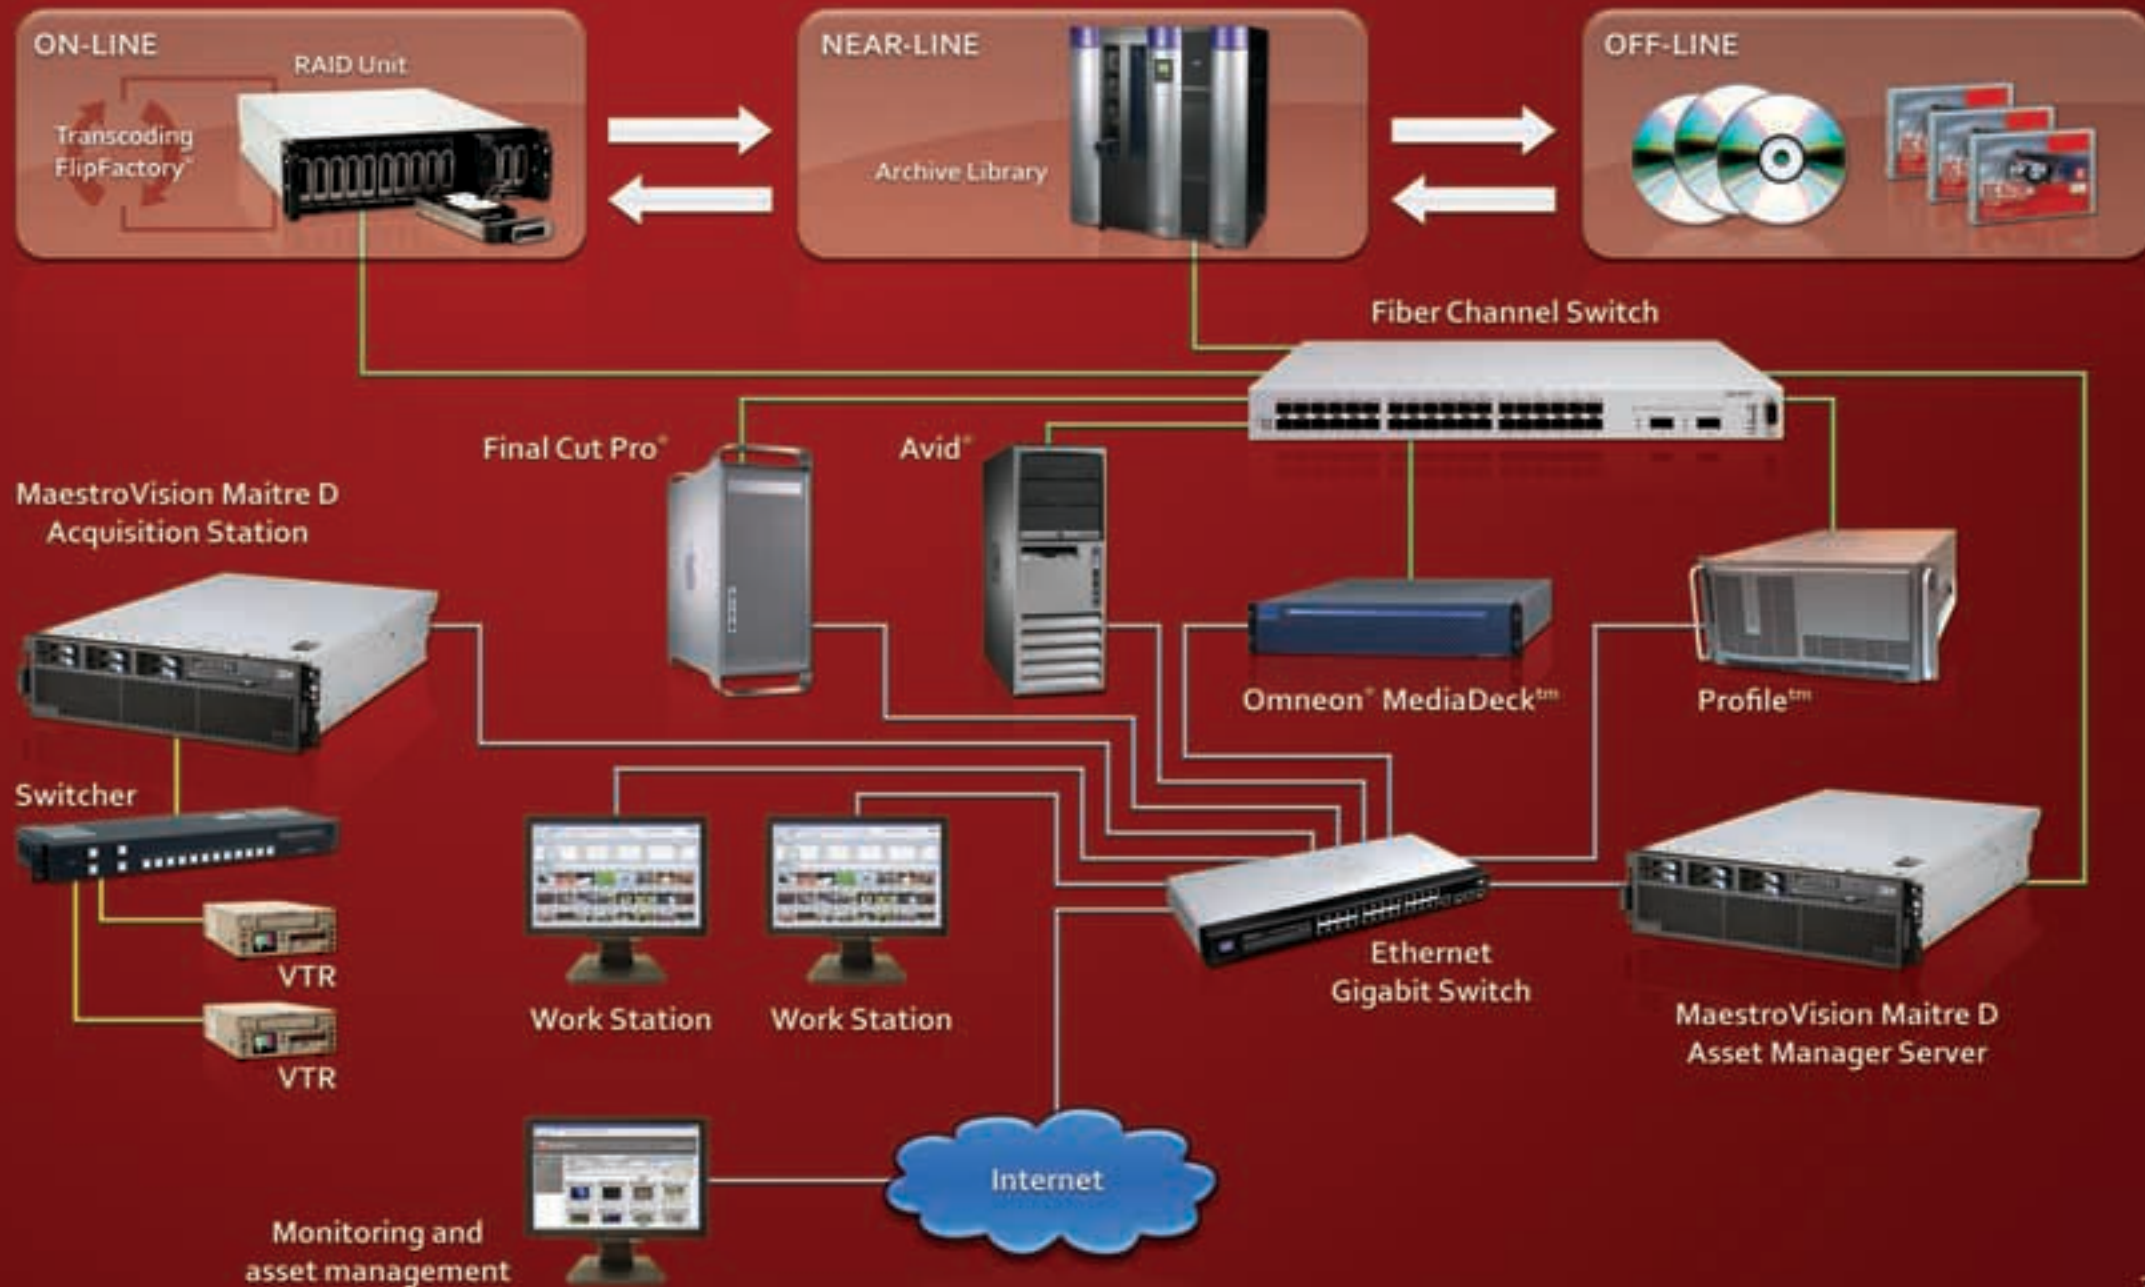 ON-LINE
RAID Unit
Transcoding
FlipFactory®
NEAR-LINE
Archive Library
OFF-LINE
Fiber Channel Switch
Final Cut Pro®
Avid®
MaestroVision Maitre D
Acquisition Station
Omneon® MediaDeck™
Profile™
Switcher
VTR
VTR
Work Station
Work Station
Ethernet
Gigabit Switch
MaestroVision Maitre D
Asset Manager Server
Internet
Monitoring and
asset management